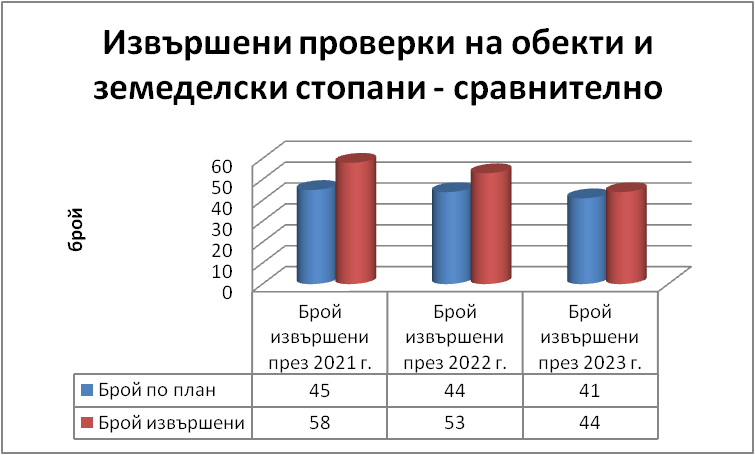 Извършени проверки на обекти и
земеделски стопани - сравнително
брой
60
50
40
30
20
10
0
Брой извършени през 2021 г.
Брой извършени през 2022 г.
Брой извършени през 2023 г.
Брой по план 45 44 41
Брой извършени 58 53 44